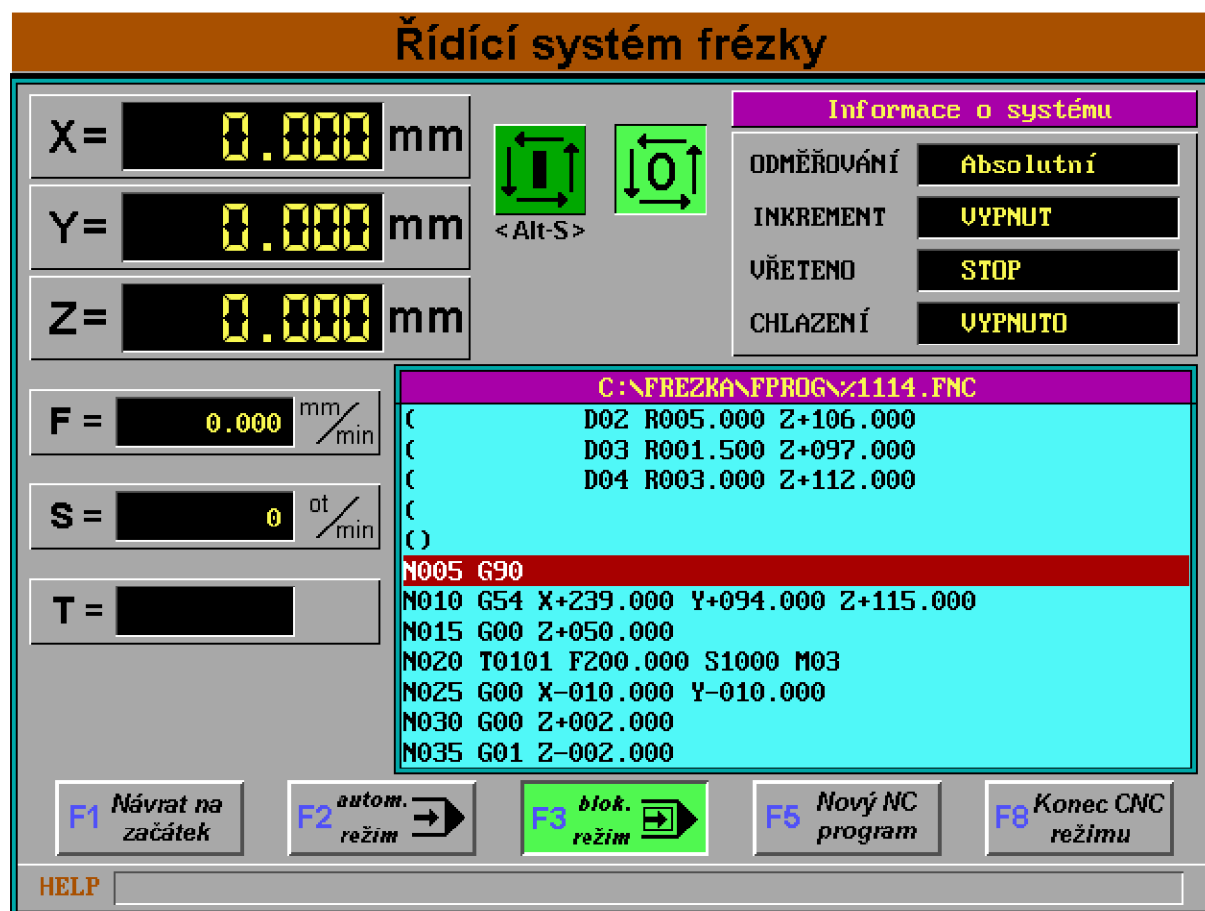 Řídící systém frézky
X= 0.000 mm
Y= 0.000 mm
Z= 0.000 mm
I
<Alt-S>
O
Informace o systému
ODMĚŘOVÁNÍ Absolutní
INKREMENT VYPNUT
VŘETENO STOP
CHLAZENÍ VYPNUTO
F = 0.000 mm/min
S = 0 ot/min
T =
C:\FREZKA\FPROG\%1114.FNC
( D02 R005.000 Z+106.000
( D03 R001.500 Z+097.000
( D04 R003.000 Z+112.000
(
()
N005 G90
N010 G54 X+239.000 Y+094.000 Z+115.000
N015 G00 Z+050.000
N020 T0101 F200.000 S1000 M03
N025 G00 X-010.000 Y-010.000
N030 G00 Z+002.000
N035 G01 Z-002.000
F1 Návrat na
začátek
F2 autom.
režim
F3 blok.
režim
F5 Nový NC
program
F8 Konec CNC
režimu
HELP